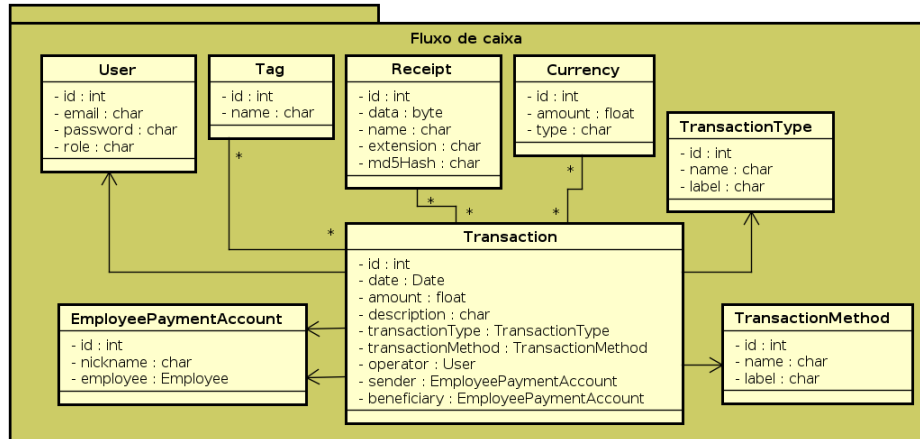 Fluxo de caixa
User
- id : int
- email : char
- password : char
- role : char
Tag
- id : int
- name : char
Receipt
- id : int
- data : byte
- name : char
- extension : char
- md5Hash : char
Currency
- id : int
- amount : float
- type : char
TransactionType
- id : int
- name : char
- label : char
*
*
*
*
*
*
Transaction
- id : int
- date : Date
- amount : float
- description : char
- transactionType : TransactionType
- transactionMethod : TransactionMethod
- operator : User
- sender : EmployeePaymentAccount
- beneficiary : EmployeePaymentAccount
EmployeePaymentAccount
- id : int
- nickname : char
- employee : Employee
TransactionMethod
- id : int
- name : char
- label : char